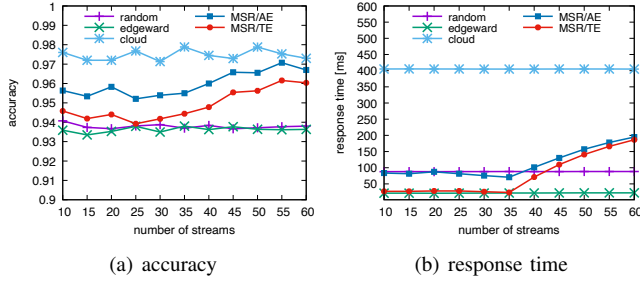 random
edgeward
cloud
MSR/AE
MSR/TE
accuracy
1
0.99
0.98
0.97
0.96
0.95
0.94
0.93
0.92
0.91
0.9
10 15 20 25 30 35 40 45 50 55 60
number of streams
(a) accuracy
random
edgeward
cloud
MSR/AE
MSR/TE
response time [ms]
600
550
500
450
400
350
300
250
200
150
100
50
10 15 20 25 30 35 40 45 50 55 60
number of streams
(b) response time